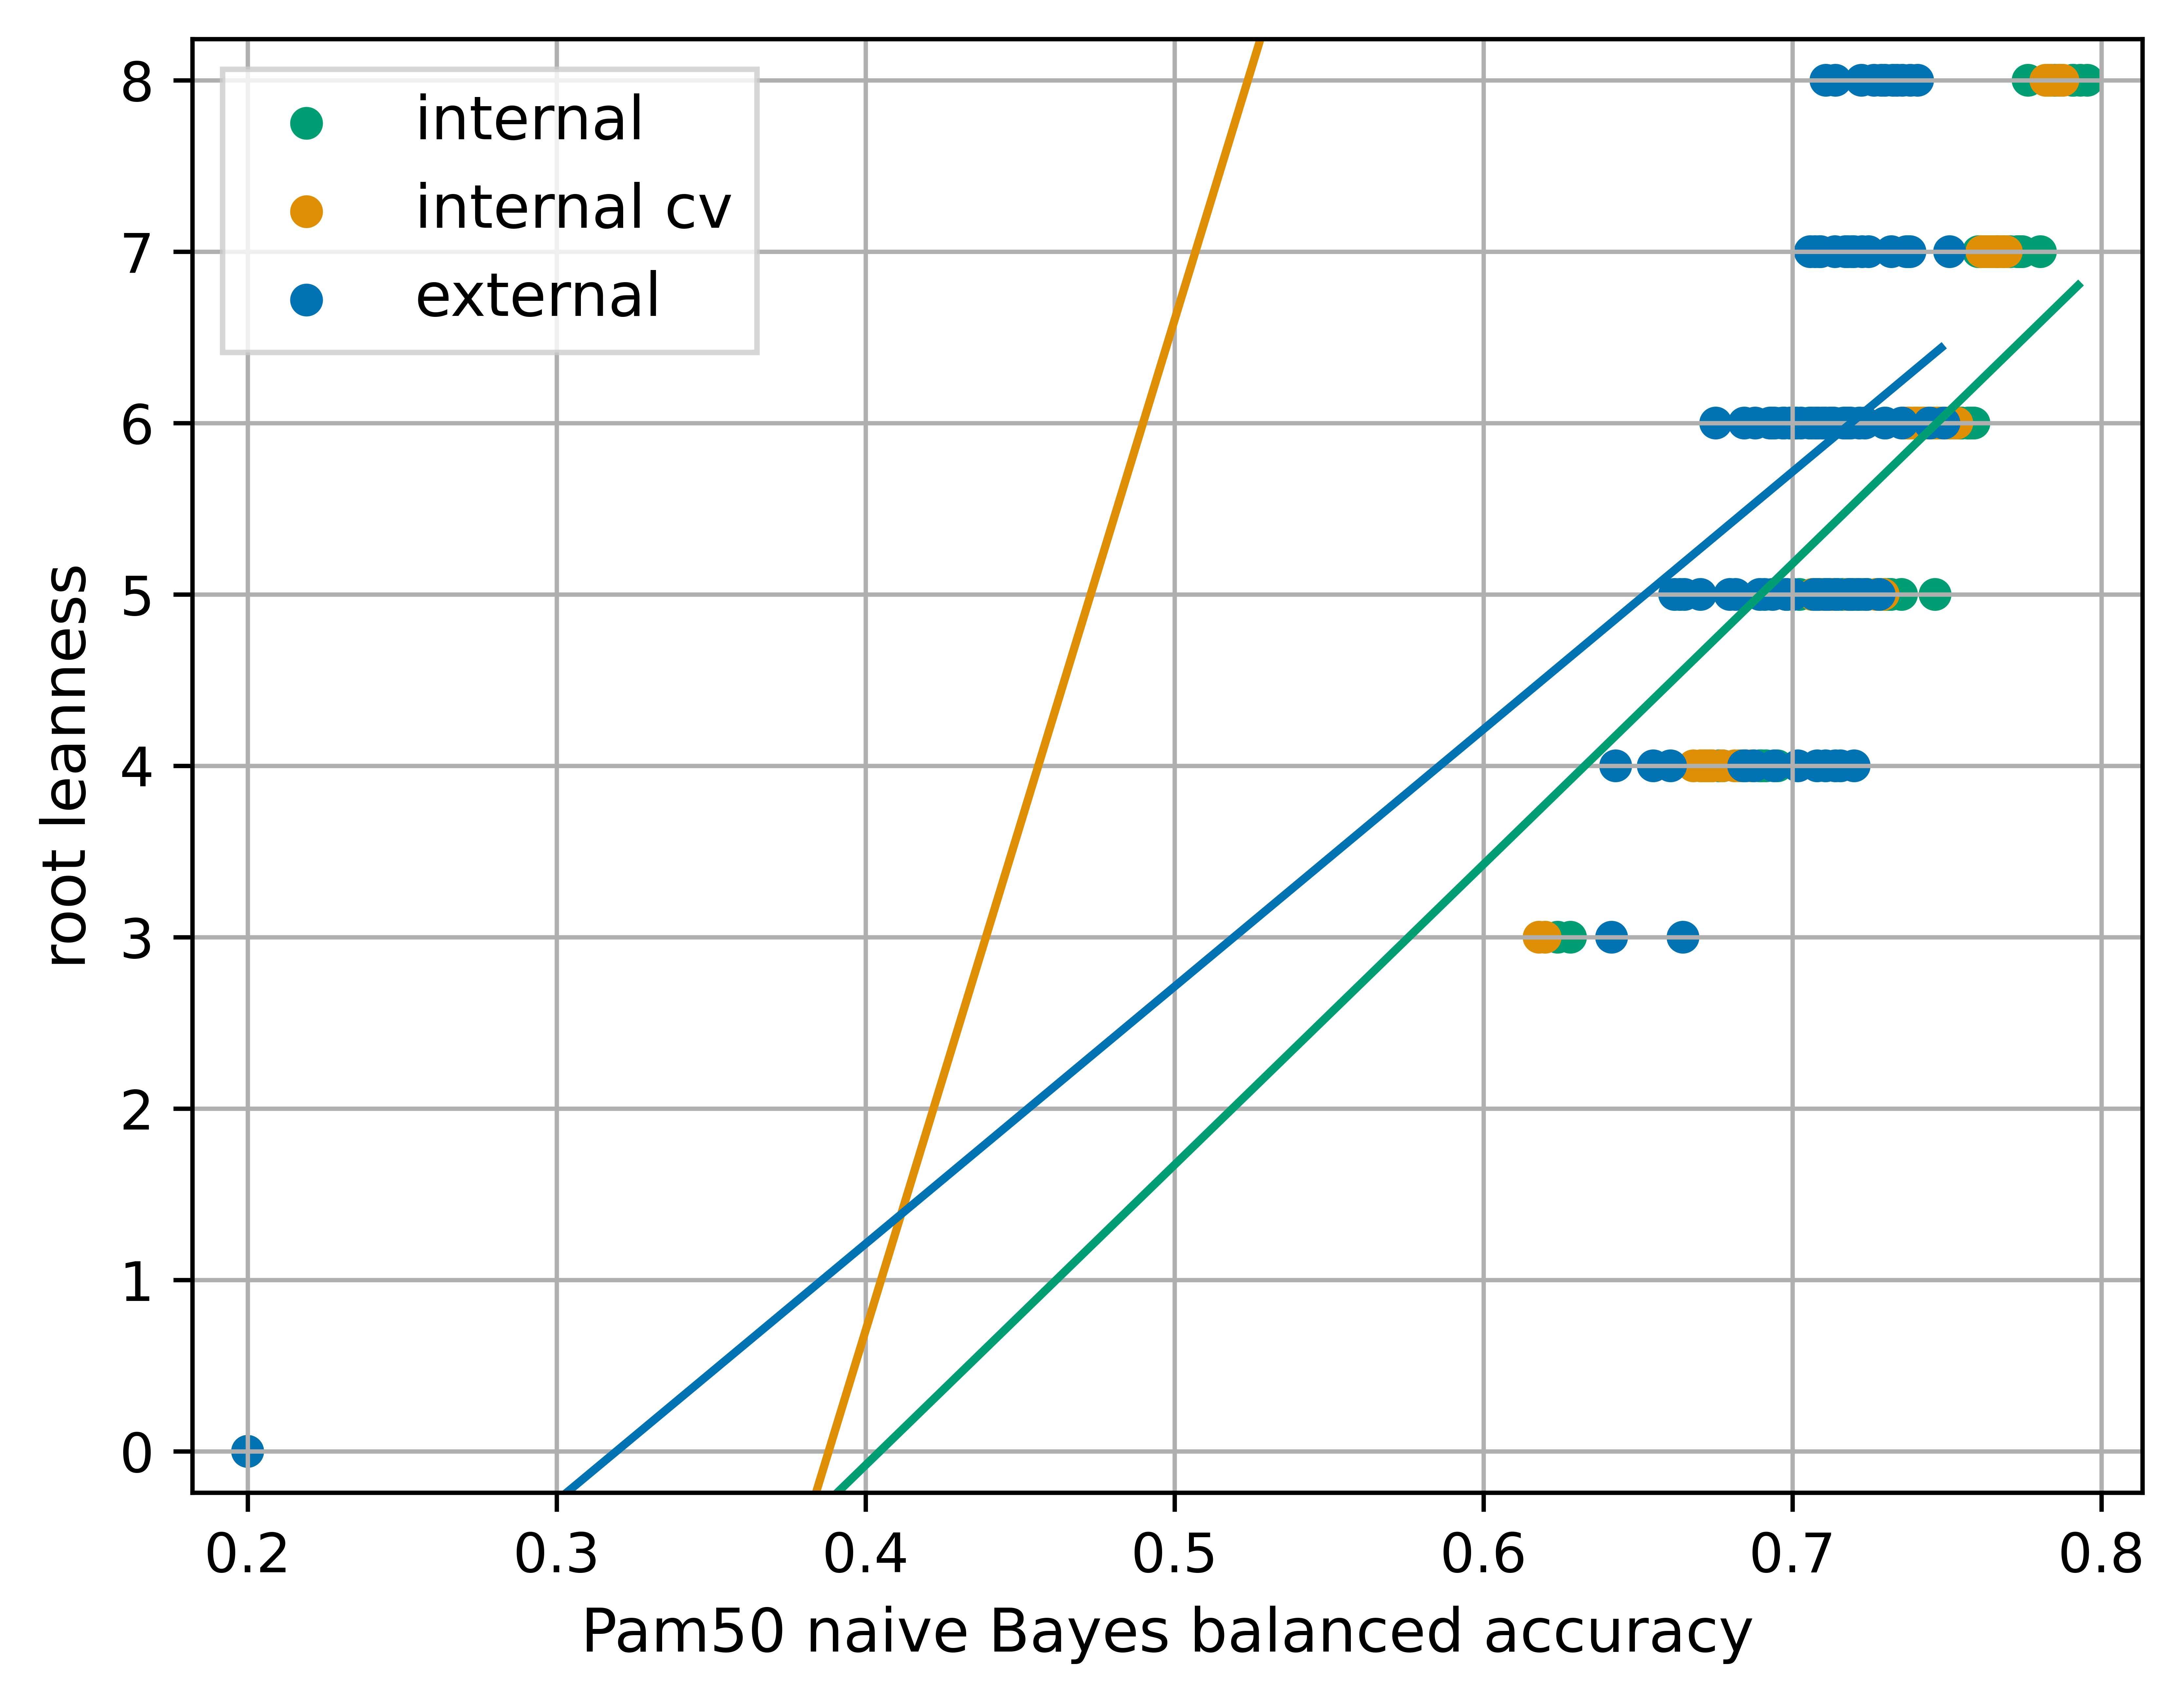 internal
internal cv
external
8
7
6
5
4
3
2
1
0
root leanness
0.2 0.3 0.4 0.5 0.6 0.7 0.8
Pam50 naive Bayes balanced accuracy